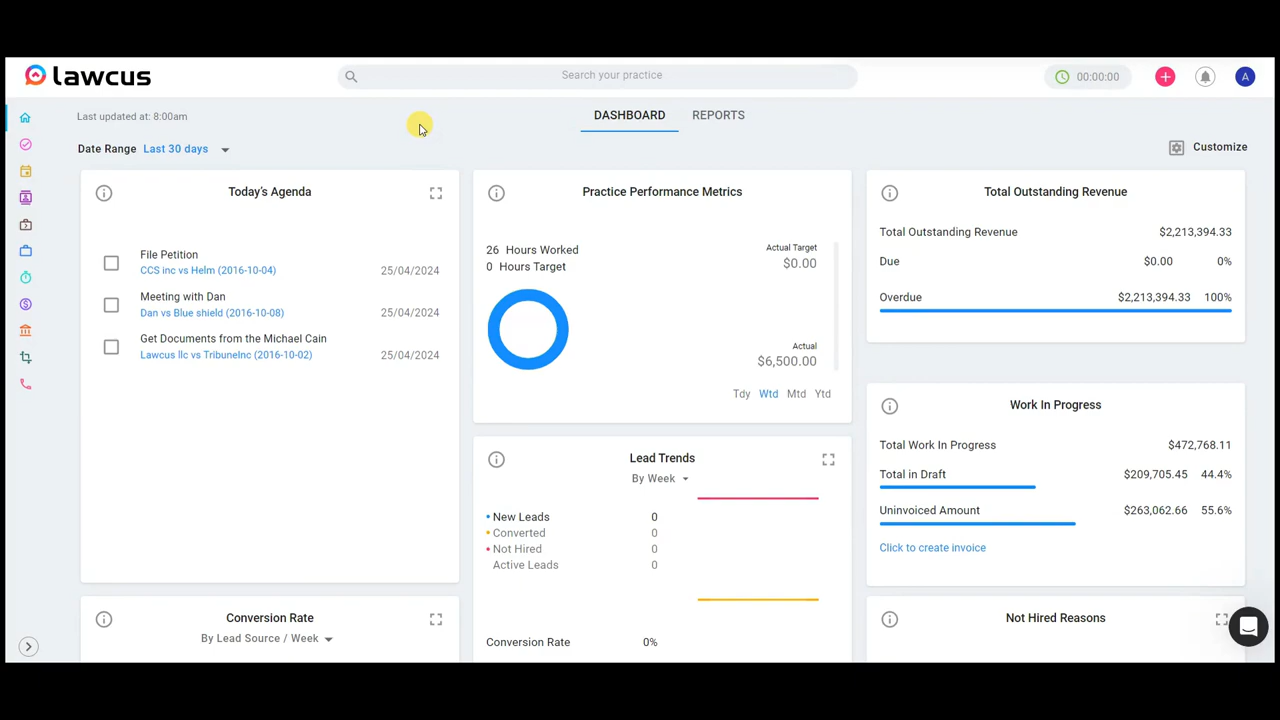 lawcus
Search your practice
00:00:00
A
Last updated at: 8:00am
DASHBOARD
REPORTS
Date Range Last 30 days
Customize
Today's Agenda
File Petition
CCS inc vs Helm (2016-10-04)
25/04/2024
Meeting with Dan
Dan vs Blue shield (2016-10-08)
25/04/2024
Get Documents from the Michael Cain
Lawcus llc vs TribuneInc (2016-10-02)
25/04/2024
Practice Performance Metrics
26 Hours Worked
0 Hours Target
Actual Target
$0.00
Actual
$6,500.00
Tdy Wtd Mtd Ytd
Total Outstanding Revenue
Total Outstanding Revenue $2,213,394.33
Due $0.00 0%
Overdue $2,213,394.33 100%
Lead Trends
By Week
New Leads 0
Converted 0
Not Hired 0
Active Leads 0
Conversion Rate 0%
Work In Progress
Total Work In Progress $472,768.11
Total in Draft $209,705.45 44.4%
Uninvoiced Amount $263,062.66 55.6%
Click to create invoice
Conversion Rate
By Lead Source / Week
Not Hired Reasons